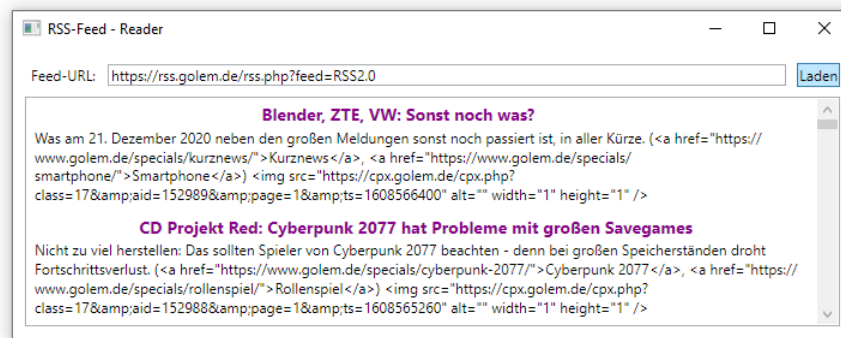 RSS-Feed - Reader
Feed-URL: https://rss.golem.de/rss.php?feed=RSS2.0 Laden
Blender, ZTE, VW: Sonst noch was?
Was am 21. Dezember 2020 neben den großen Meldungen sonst noch passiert ist, in aller Kürze. (<a href="https://
www.golem.de/specials/kurznews/">Kurznews</a>, <a href="https://www.golem.de/specials/
smartphone/">Smartphone</a>) <img src="https://cpx.golem.de/cpx.php?
class=17&amp;aid=152989&amp;page=1&amp;ts=1608566400" alt="" width="1" height="1" />
CD Projekt Red: Cyberpunk 2077 hat Probleme mit großen Savegames
Nicht zu viel herstellen: Das sollten Spieler von Cyberpunk 2077 beachten - denn bei großen Speicherständen droht
Fortschrittsverlust. (<a href="https://www.golem.de/specials/cyberpunk-2077/">Cyberpunk 2077</a>, <a href="https://
www.golem.de/specials/rollenspiel/">Rollenspiel</a>) <img src="https://cpx.golem.de/cpx.php?
class=17&amp;aid=152988&amp;page=1&amp;ts=1608565260" alt="" width="1" height="1" />